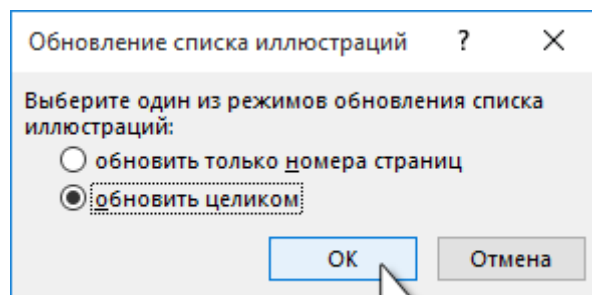 Обновление списка иллюстраций ? ×
Выберите один из режимов обновления списка
иллюстраций:
обновить только номера страниц
обновить целиком
ОК Отмена